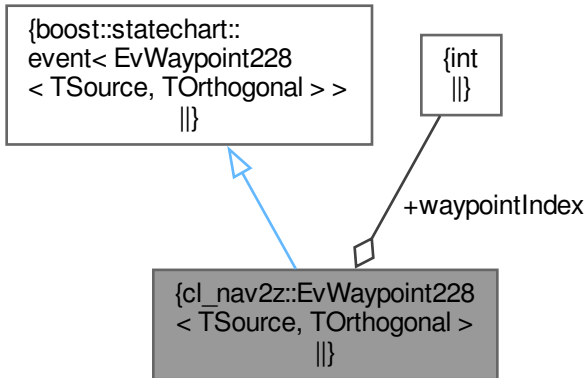 {boost::statechart::
event< EvWaypoint228
< TSource, TOrthogonal > >
||}
{int
||}
+waypointIndex
{cl_nav2z::EvWaypoint228
< TSource, TOrthogonal >
||}